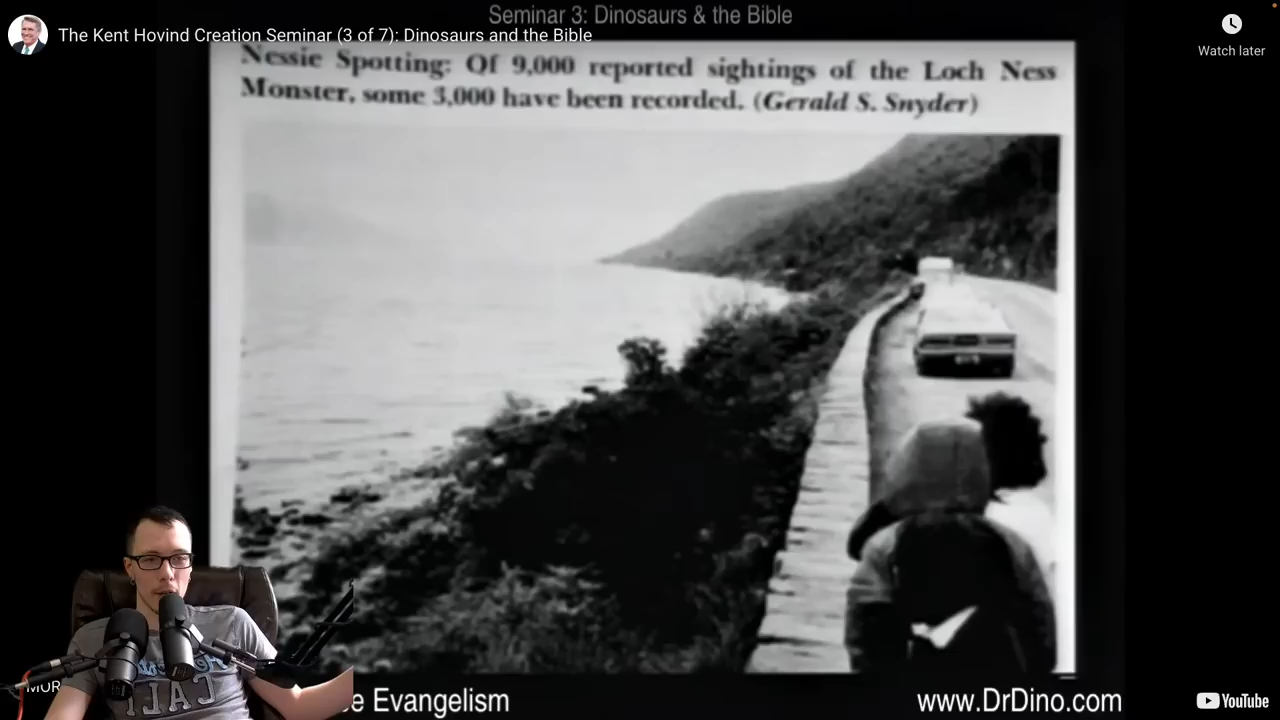 Seminar 3: Dinosaurs & the Bible
The Kent Hovind Creation Seminar (3 of 7): Dinosaurs and the Bible
Watch later
Nessie Spotting: Of 9,000 reported sightings of the Loch Ness
Monster, some 3,000 have been recorded. (Gerald S. Snyder)
MOR
e Evangelism
www.DrDino.com
YouTube